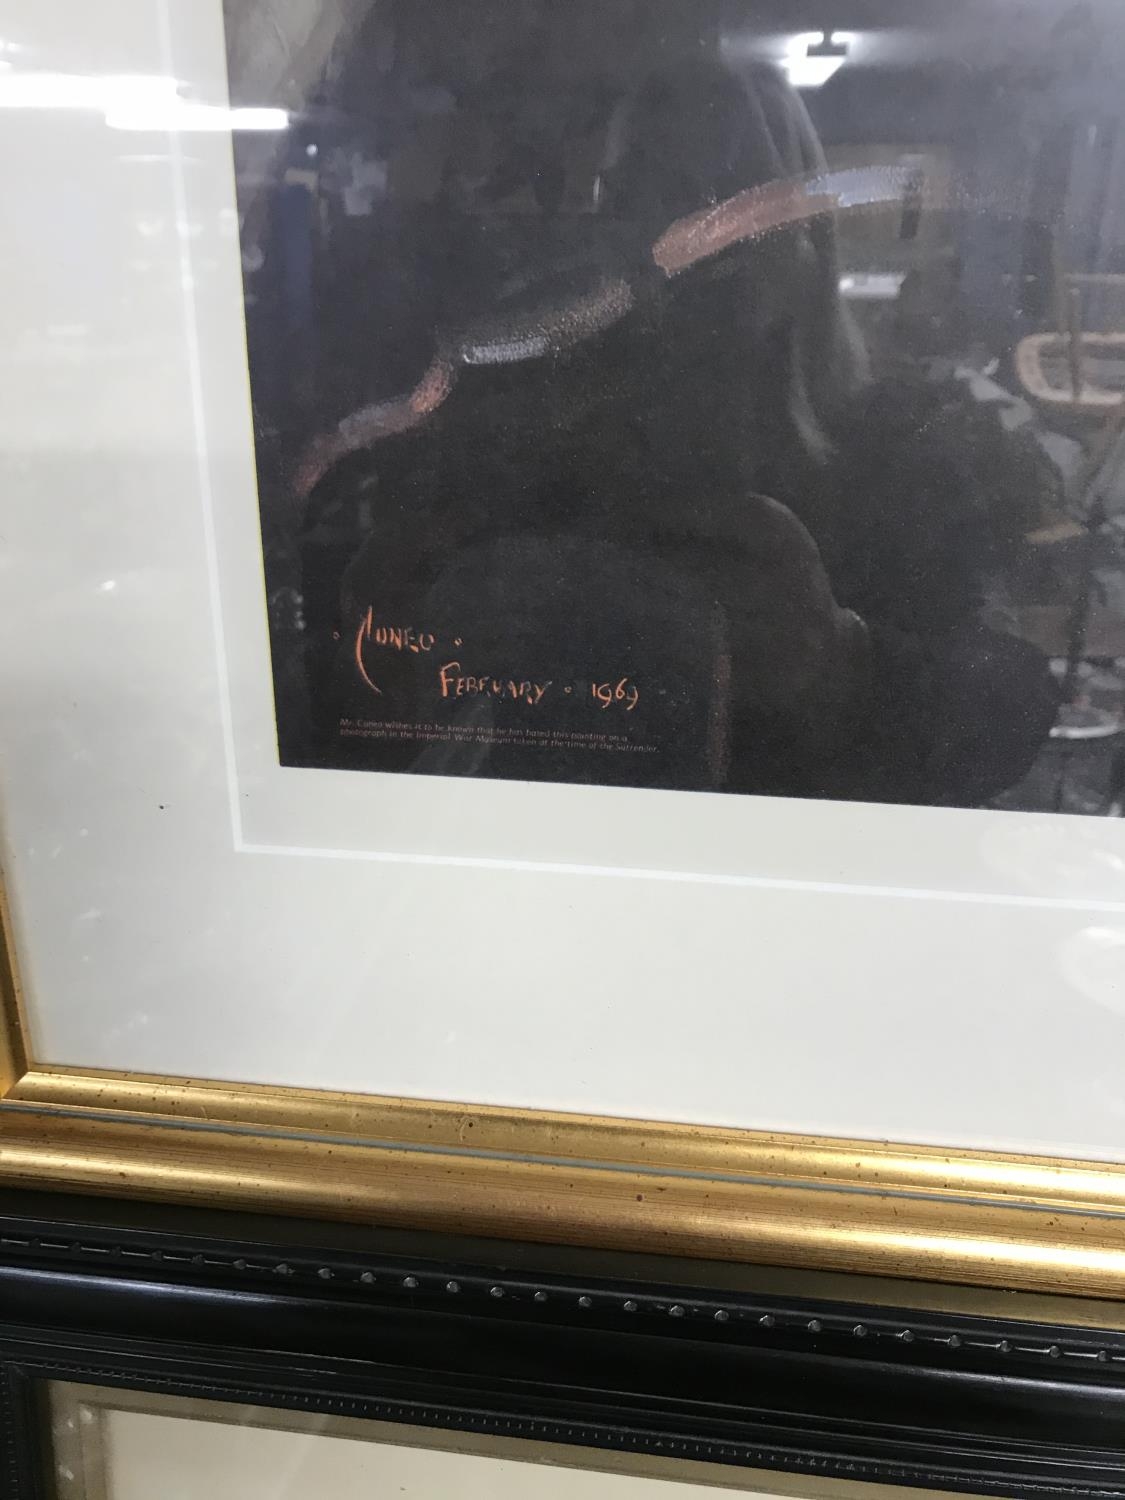 · Cuneo ·
February · 1969
Mr. Cuneo wishes it to be known that he has based this painting on a
photograph in the Imperial War Museum taken at the time of the Surrender.